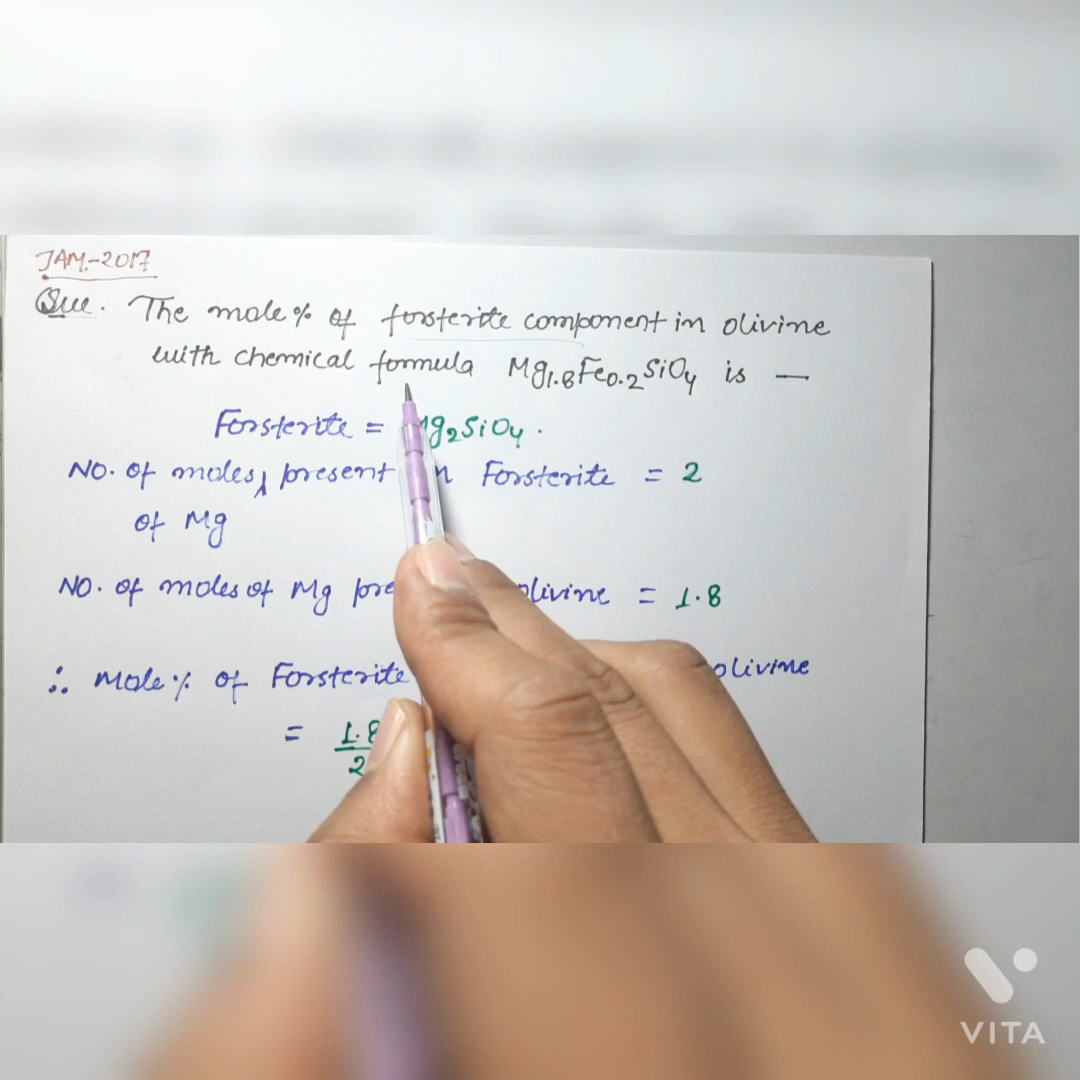 JAM.-2017
Que. The mole% of forsterite component in olivine
with chemical formula Mg1.8Fe0.2SiO4 is —
Forsterite = Mg2SiO4.
NO. of moles, present Forsterite = 2
of Mg
NO. of moles of Mg olivine = 1.8
∴ Mole% of Forsterite olivine
= 1.8
2
VITA